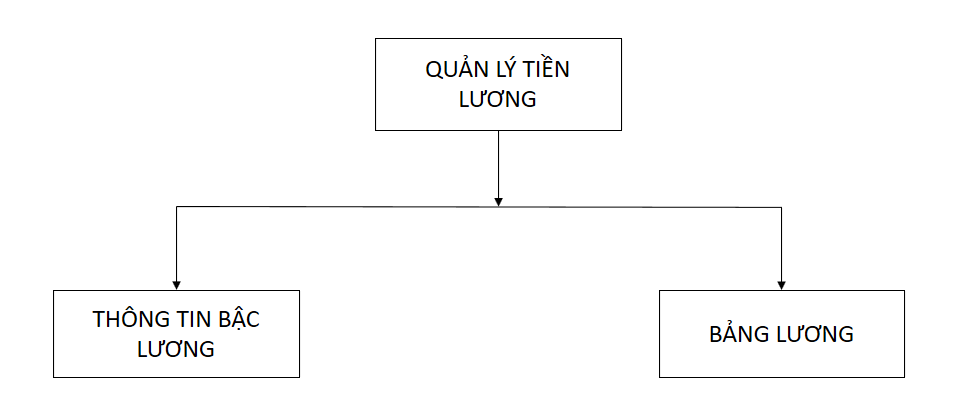 QUẢN LÝ TIỀN
LƯƠNG
THÔNG TIN BẬC
LƯƠNG
BẢNG LƯƠNG